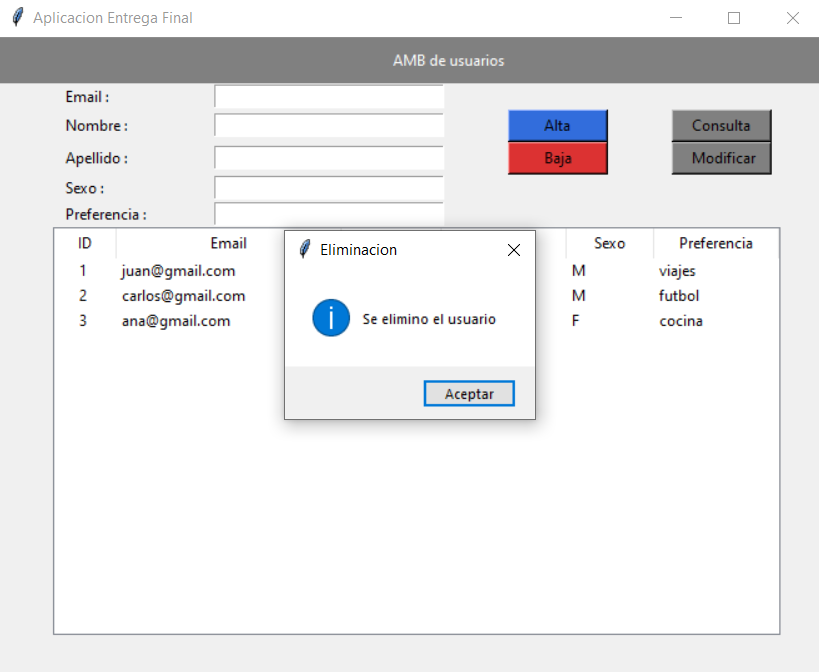 Aplicacion Entrega Final
AMB de usuarios
Email :
Nombre :
Apellido :
Sexo :
Preferencia :
Alta
Baja
Consulta
Modificar
ID Email Sexo Preferencia
1 juan@gmail.com M viajes
2 carlos@gmail.com M futbol
3 ana@gmail.com F cocina
Eliminacion
Se elimino el usuario
Aceptar